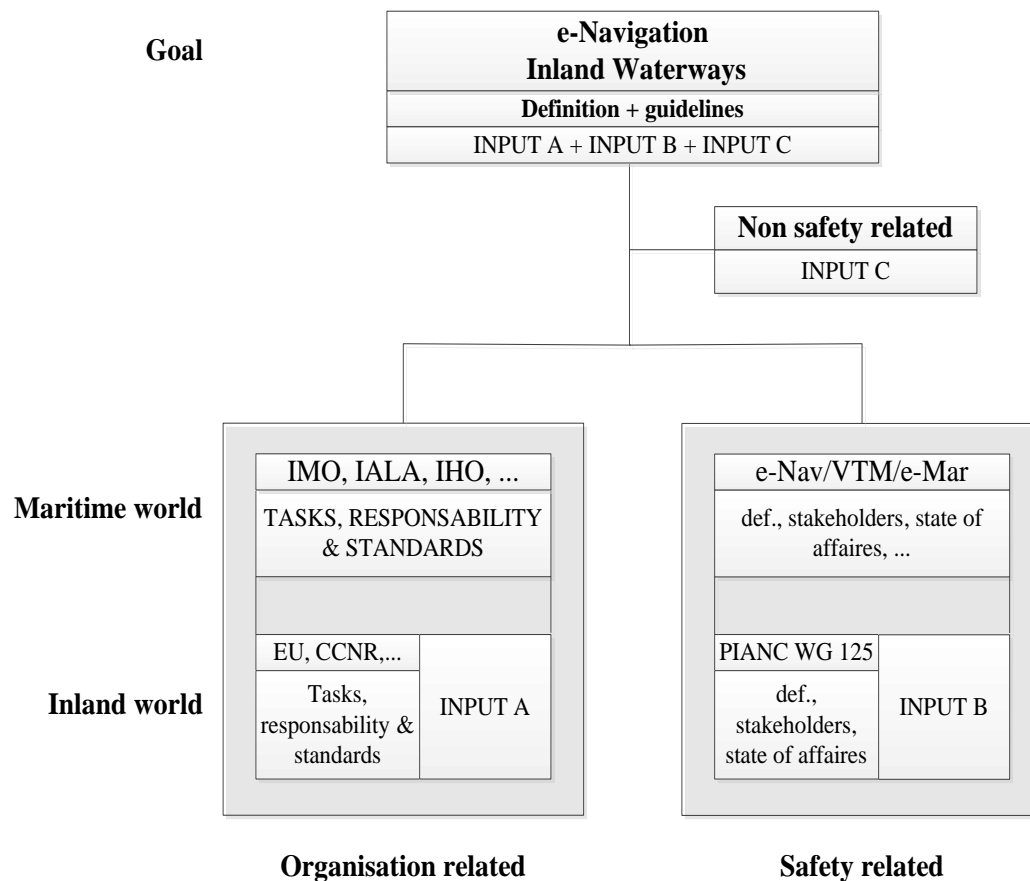 Goal
e-Navigation
Inland Waterways
Definition + guidelines
INPUT A + INPUT B + INPUT C
Non safety related
INPUT C
Maritime world
IMO, IALA, IHO, ...
TASKS, RESPONSABILITY
& STANDARDS
e-Nav/VTM/e-Mar
def., stakeholders, state of
affaires, ...
Inland world
EU, CCNR,...
Tasks,
responsability &
standards
INPUT A
PIANC WG 125
def.,
stakeholders,
state of affaires
INPUT B
Organisation related
Safety related